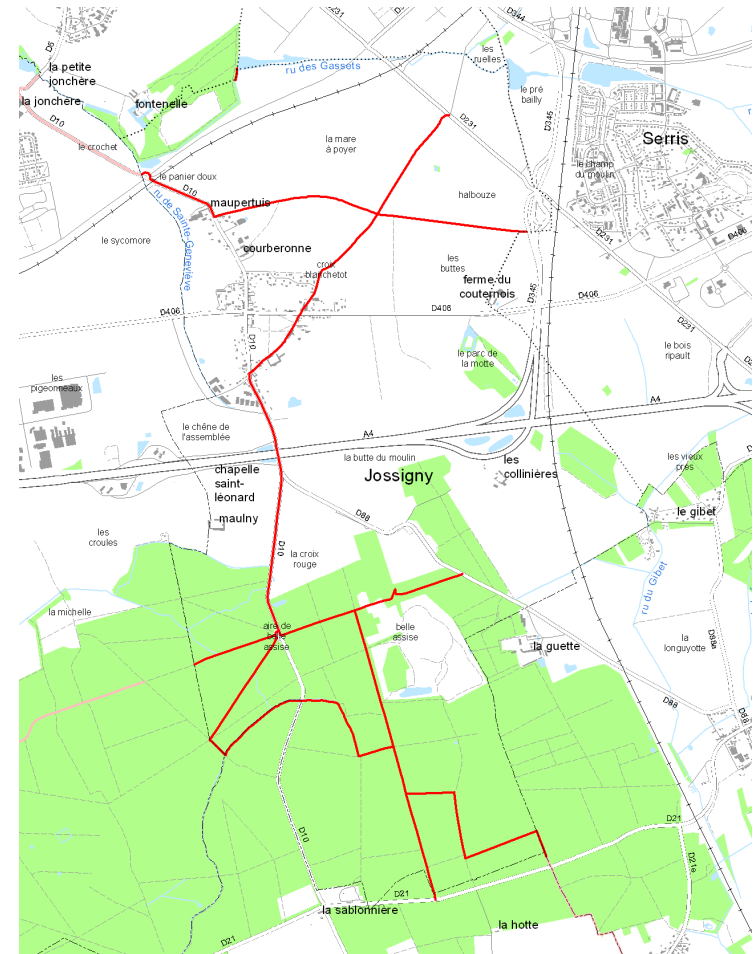 D231
D344
les
ruelles
D5
la petite
jonchère
ru des Gassets
la jonchère
fontenelle
le pré
bailly
D10
D231
D345
le crochet
la mare
à poyer
Serris
le panier doux
le champ
du moulin
D10
maupertuis
halbouze
ru de Sainte-Geneviève
D231
D406
le sycomore
courberonne
croix
blanchetot
les
buttes
ferme du
couternois
D345
D406
D406
D406
D231
D10
le parc de
la motte
le bois
ripault
les
pigeonneaux
A4
le chêne de
l'assemblée
A4
la butte du moulin
les
collinières
les vieux
prés
chapelle
saint-
léonard
Jossigny
maulny
D88
le gibet
les
croules
D10
la croix
rouge
ru du Gibet
la michelle
aire de
belle
assise
belle
assise
la guette
la
longuyotte
D88a
D88
D88
D10
D21
D21e
D21
la sablonnière
la hotte
D21